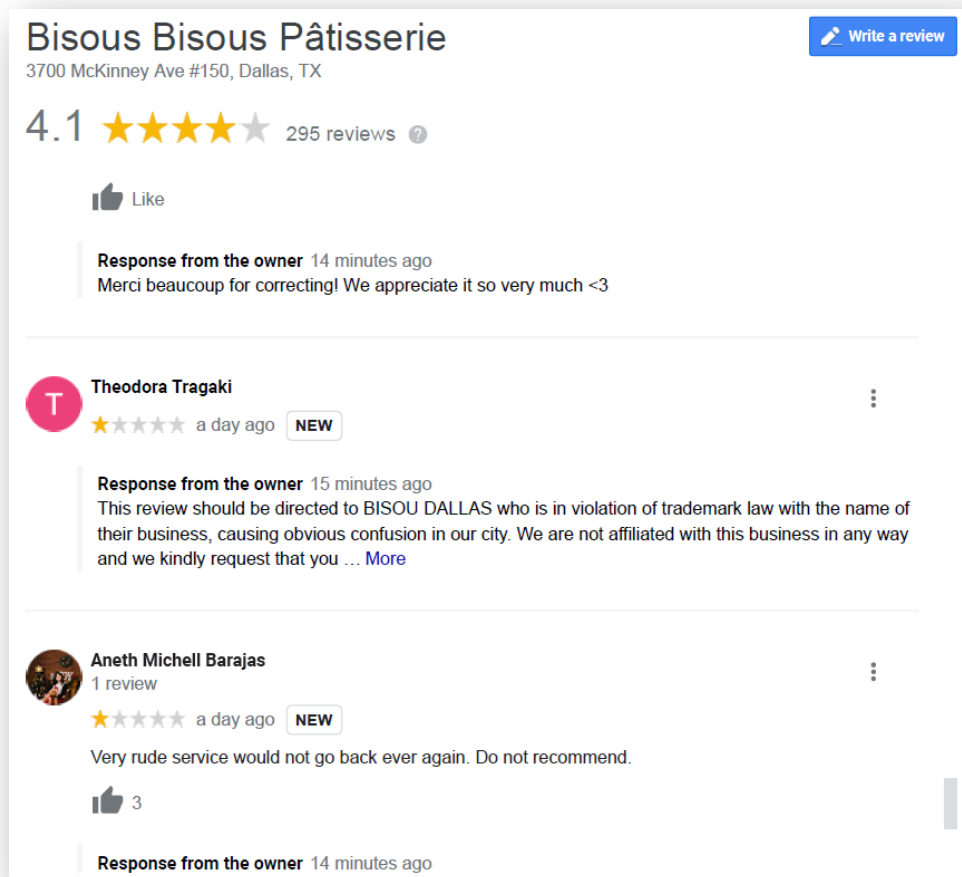 Bisous Bisous Pâtisserie
Write a review
3700 McKinney Ave #150, Dallas, TX
4.1 295 reviews ?
Like
Response from the owner 14 minutes ago
Merci beaucoup for correcting! We appreciate it so very much <3
T
Theodora Tragaki
a day ago NEW
Response from the owner 15 minutes ago
This review should be directed to BISOU DALLAS who is in violation of trademark law with the name of
their business, causing obvious confusion in our city. We are not affiliated with this business in any way
and we kindly request that you … More
Aneth Michell Barajas
1 review
a day ago NEW
Very rude service would not go back ever again. Do not recommend.
3
Response from the owner 14 minutes ago